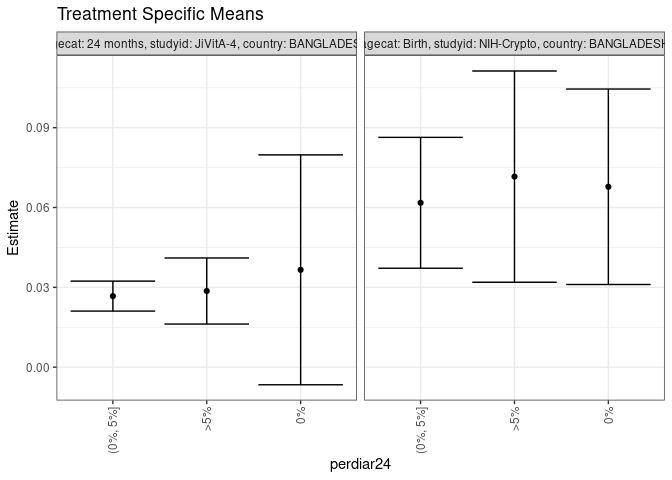 Treatment Specific Means
ecat: 24 months, studyid: JiVitA-4, country: BANGLADES
agecat: Birth, studyid: NIH-Crypto, country: BANGLADESH
0.09
0.06
0.03
0.00
Estimate
(0%, 5%]
>5%
0%
(0%, 5%]
>5%
0%
perdiar24